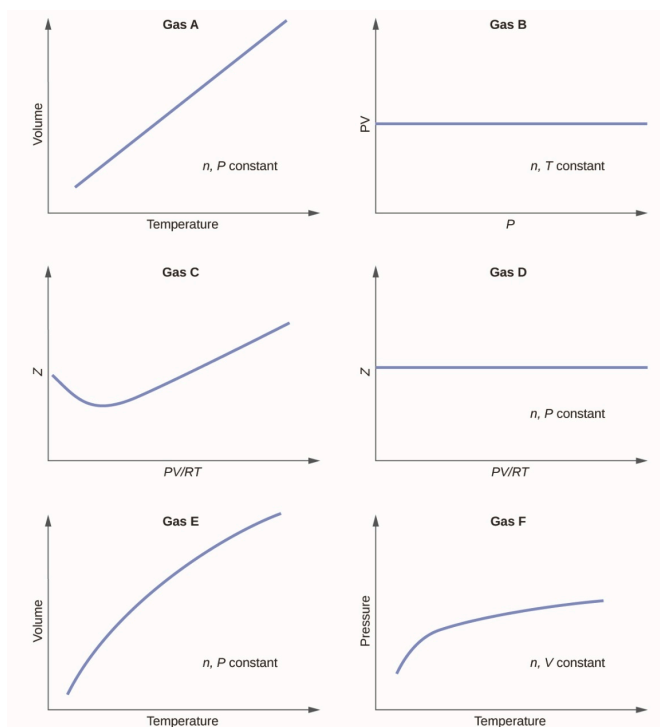 Gas A
Volume
n, P constant
Temperature
Gas B
PV
n, T constant
P
Gas C
Z
PV/RT
Gas D
Z
n, P constant
PV/RT
Gas E
Volume
n, P constant
Temperature
Gas F
Pressure
n, V constant
Temperature